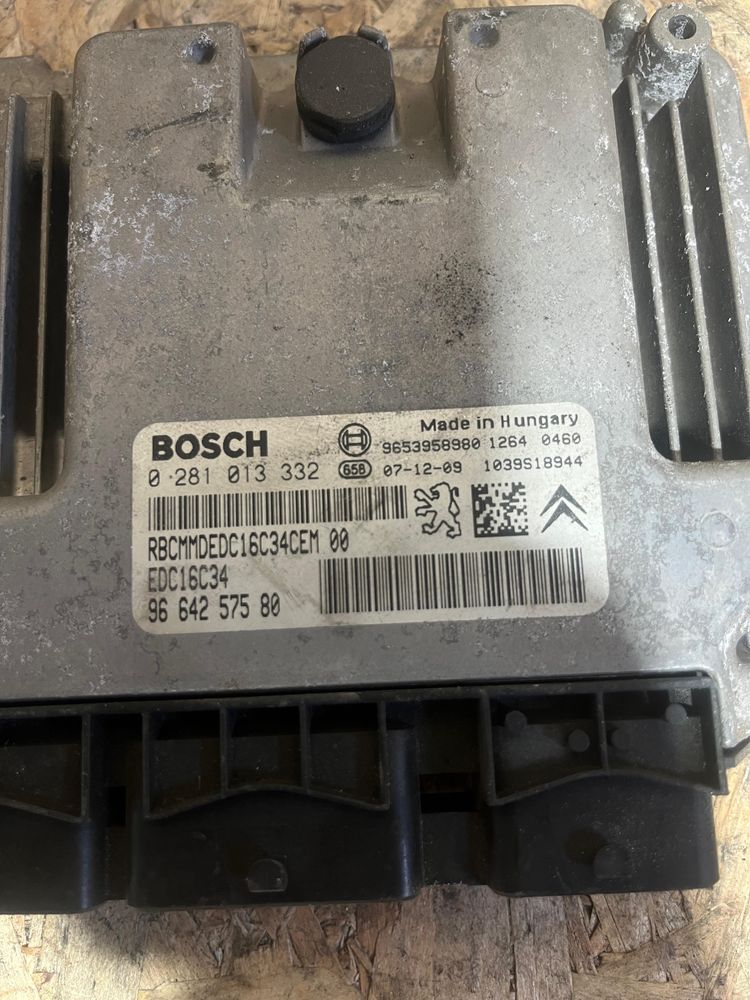 Made in Hungary
BOSCH 9653958980 1264 0460
0 281 013 332 658 07-12-09 1039S18944
RBCMMDEDC16C34CEM 00
EDC16C34
96 642 575 80